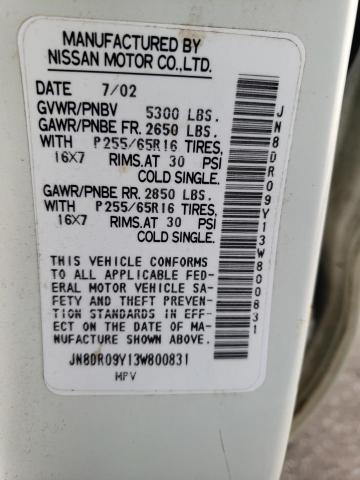 MANUFACTURED BY
NISSAN MOTOR CO., LTD.
DATE 7/02
GVWR/PNBV 5300 LBS.
GAWR/PNBE FR. 2650 LBS.
WITH P255/65R16 TIRES,
16X7 RIMS.AT 30 PSI
COLD SINGLE.
GAWR/PNBE RR. 2850 LBS.
WITH P255/65R16 TIRES,
16X7 RIMS.AT 30 PSI
COLD SINGLE.
THIS VEHICLE CONFORMS
TO ALL APPLICABLE FED-
ERAL MOTOR VEHICLE SA-
FETY AND THEFT PREVEN-
TION STANDARDS IN EFF-
ECT ON THE DATE OF MA-
NUFACTURE SHOWN ABOVE.
JN8DR09Y13W800831
MPV
JN8DR09Y13W800831